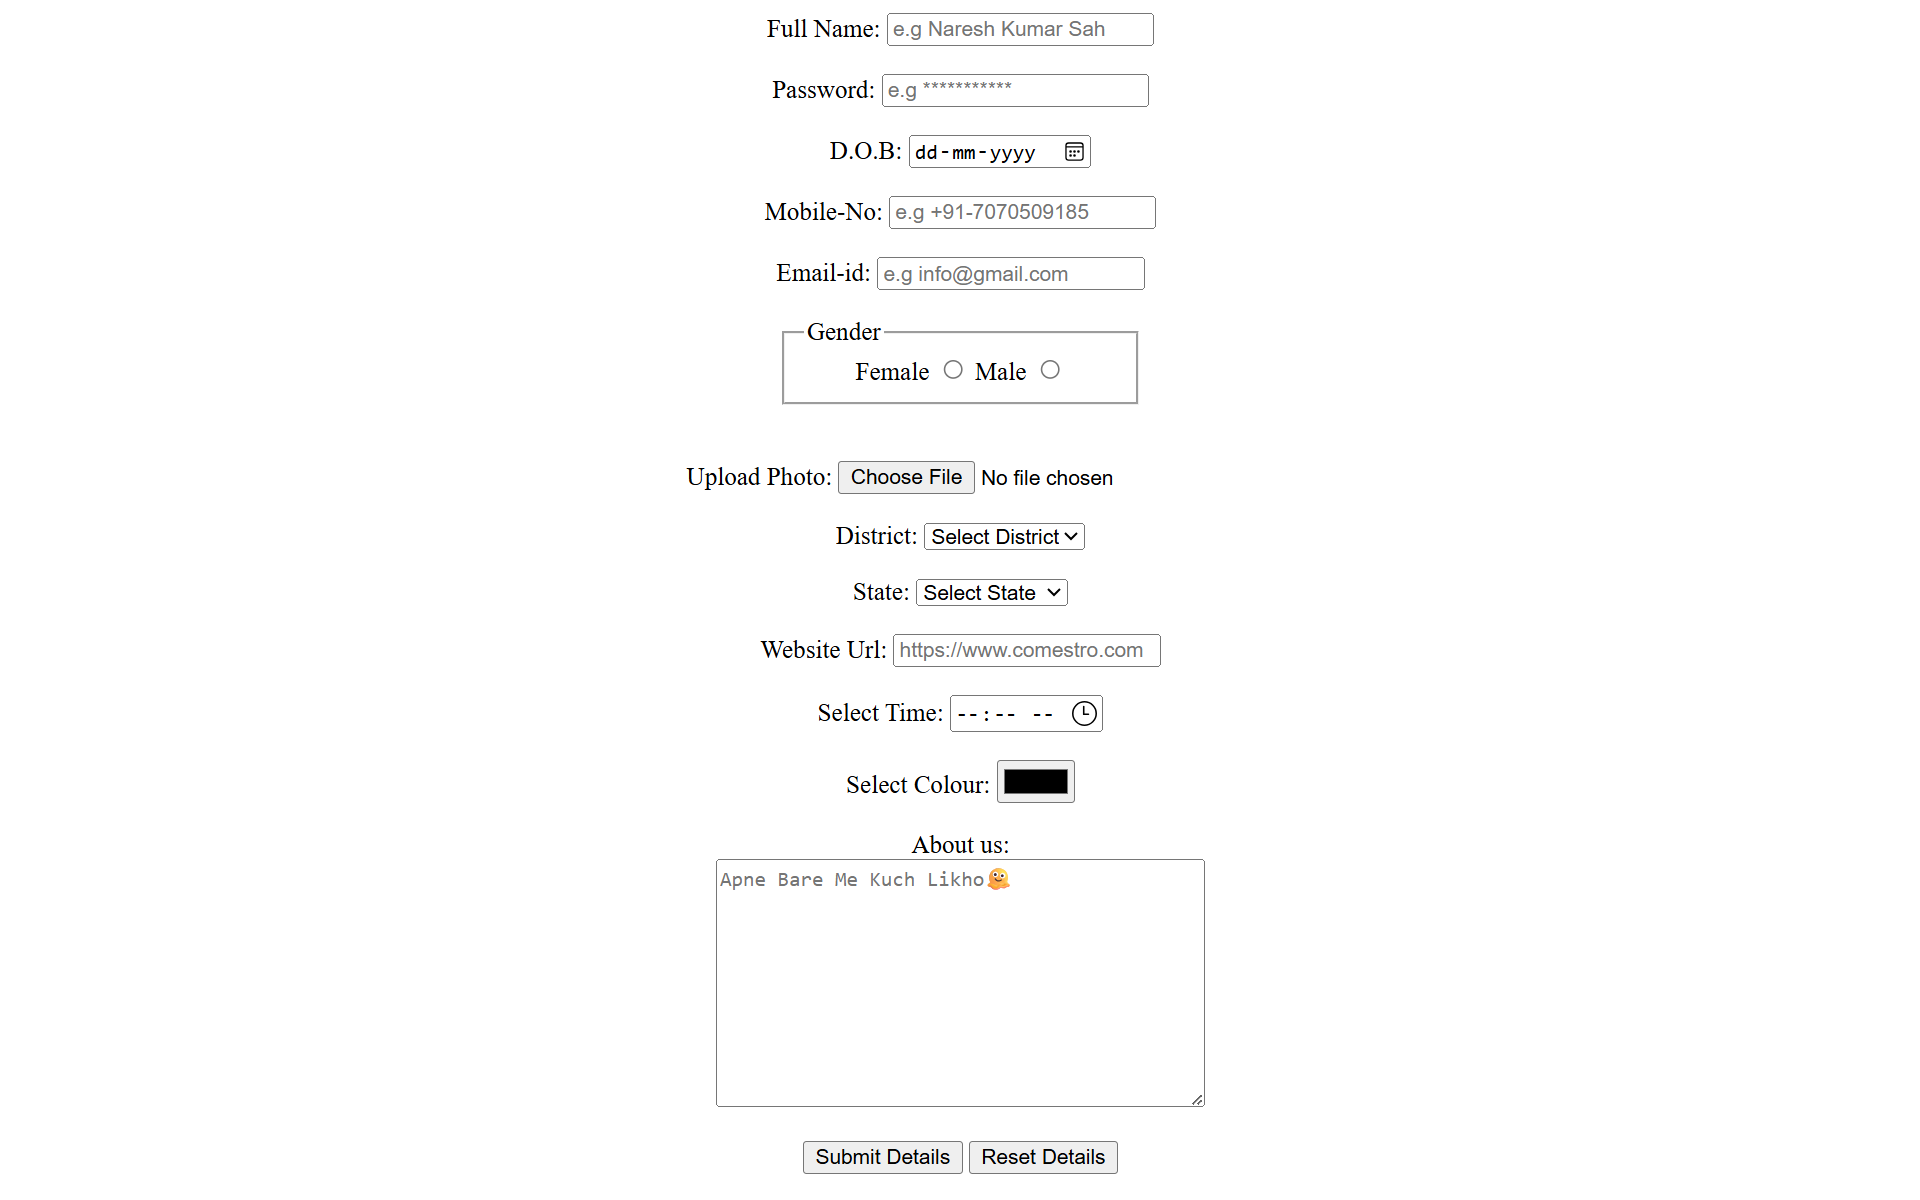 Full Name: e.g Naresh Kumar Sah
Password: e.g ***********
D.O.B: dd-mm-yyyy
Mobile-No: e.g +91-7070509185
Email-id: e.g info@gmail.com
Gender
Female Male
Upload Photo: Choose File No file chosen
District: Select District
State: Select State
Website Url: https://www.comestro.com
Select Time: --:-- --
Select Colour:
About us:
Apne Bare Me Kuch Likho🫠
Submit Details Reset Details